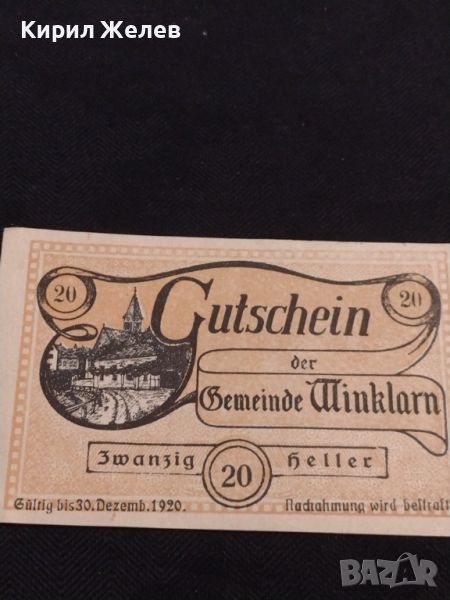 Кирил Желев
20
20
Gutschein
der
Gemeinde Winklarn
Zwanzig 20 Heller
Gültig bis 30. Dezemb. 1920.
Nachahmung wird bestraft
BAZAR